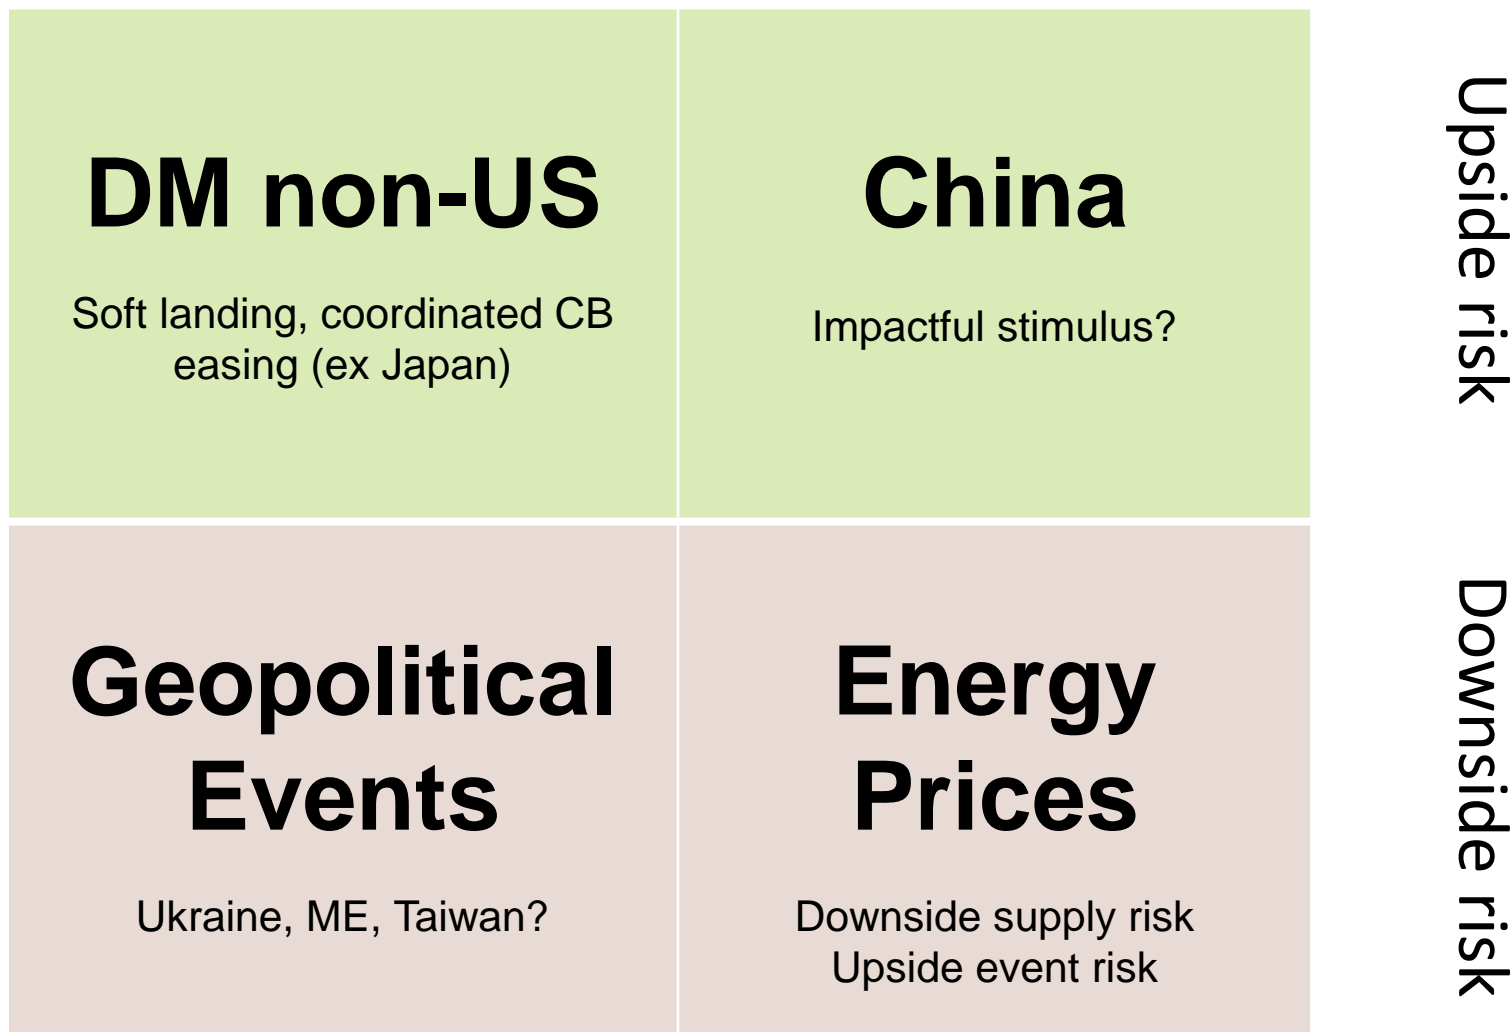 DM non-US
Soft landing, coordinated CB
easing (ex Japan)
China
Impactful stimulus?
Upside risk
Geopolitical
Events
Ukraine, ME, Taiwan?
Energy
Prices
Downside supply risk
Upside event risk
Downside risk